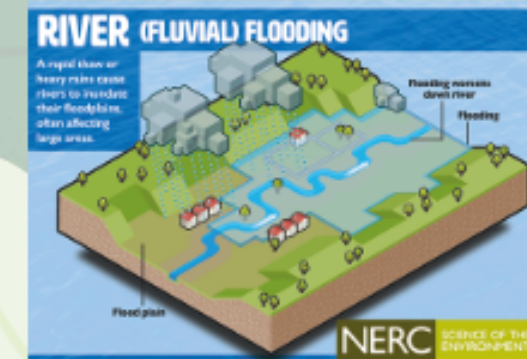 RIVER (FLUVIAL) FLOODING
A rapid thaw or
heavy rains cause
rivers to inundate
their floodplains,
often affecting
large areas.
Flooding worsens
down river
Flooding
Flood plain
NERC
SCIENCE OF THE
ENVIRONMENT